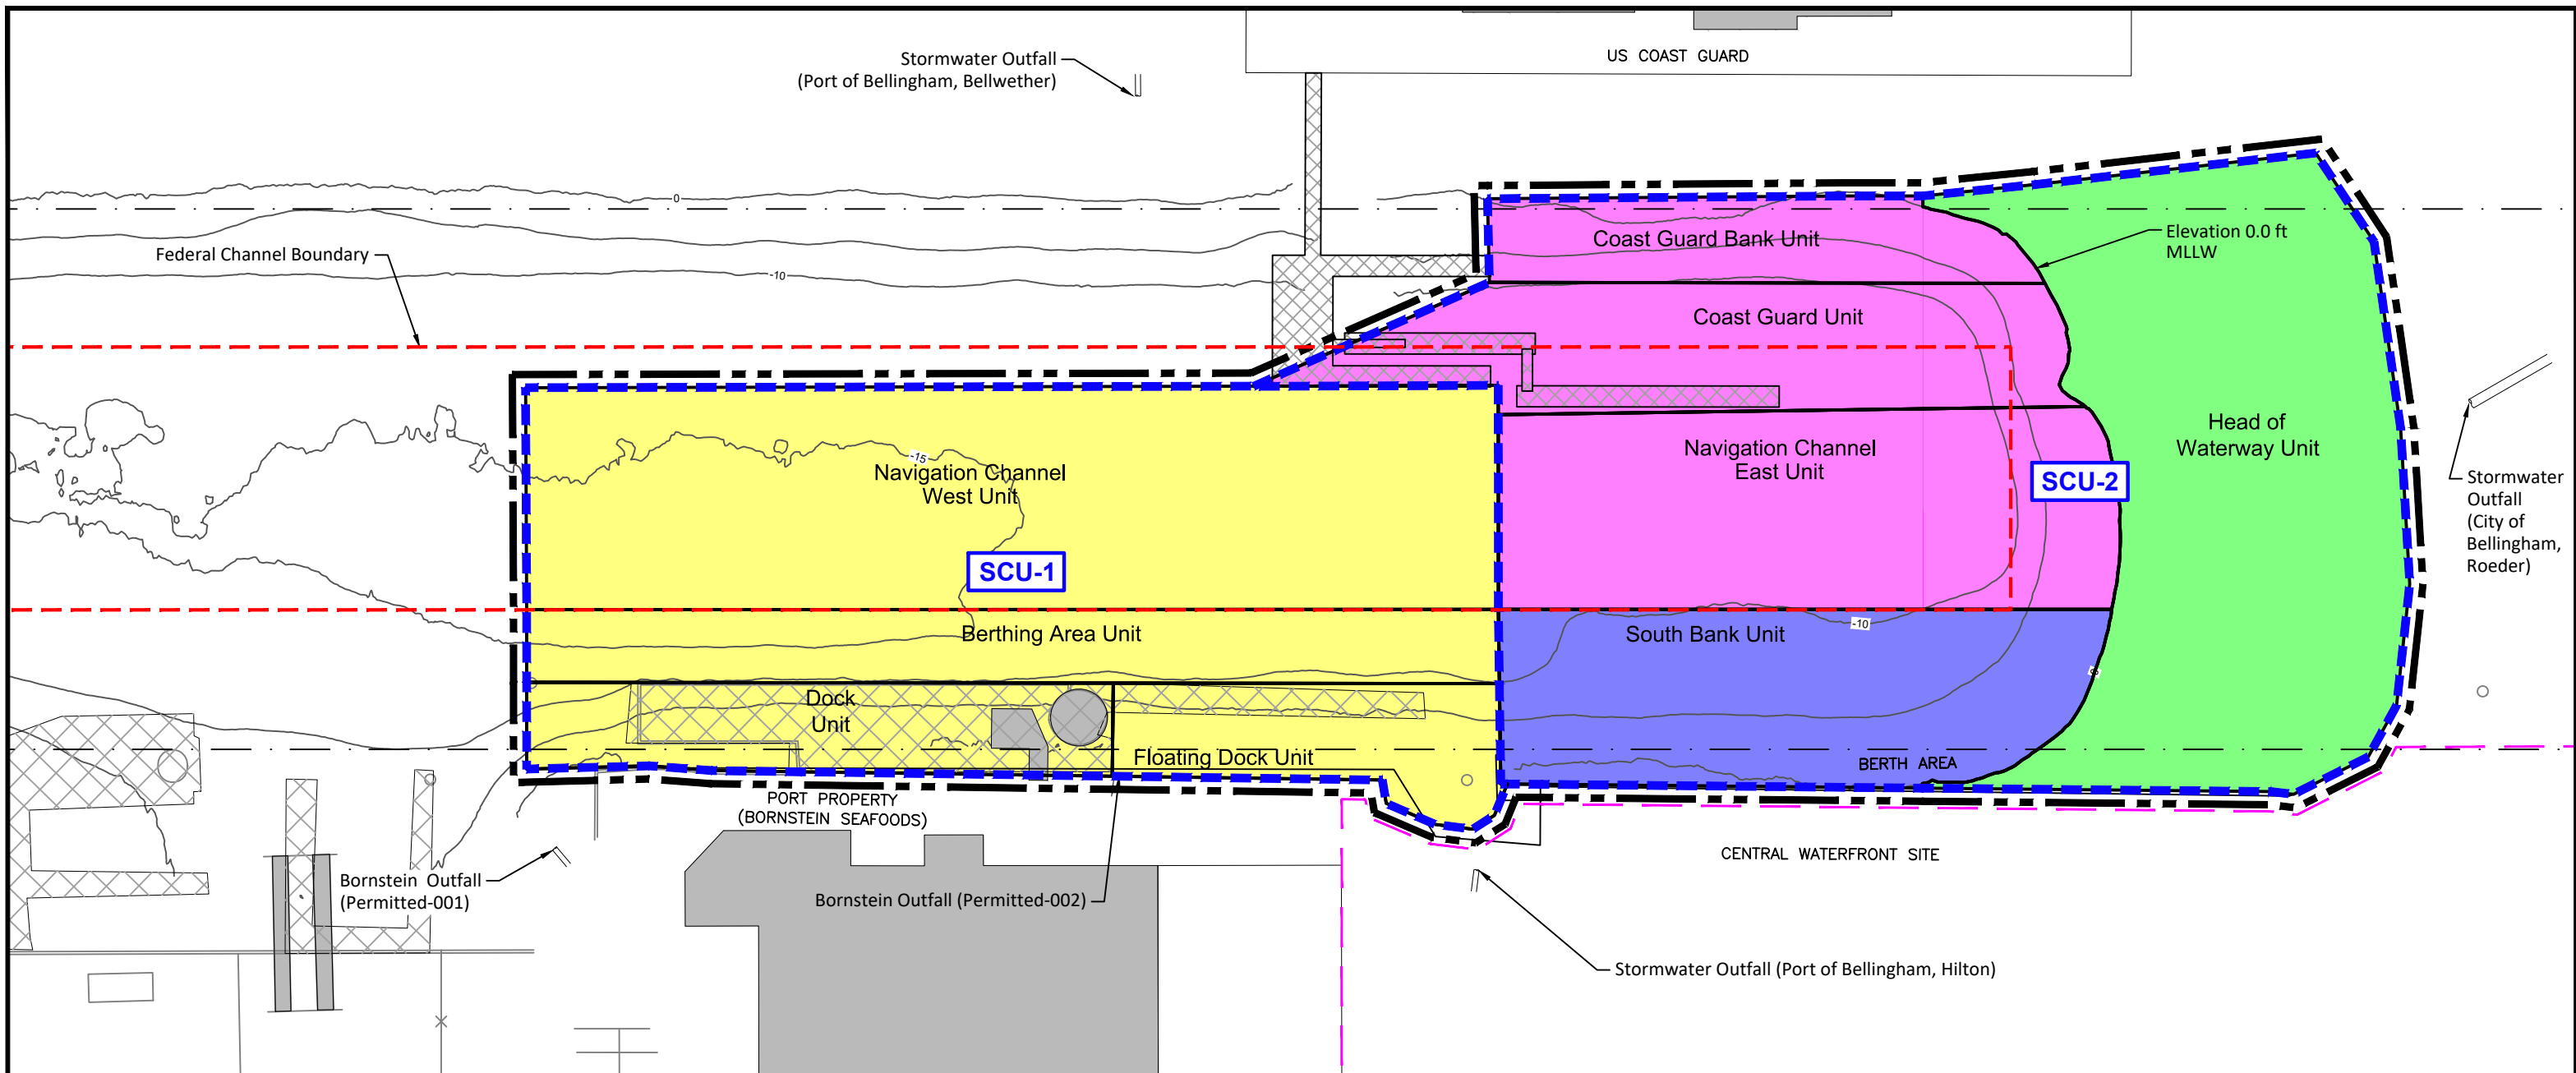 US COAST GUARD
Stormwater Outfall
(Port of Bellingham, Bellwether)
0
Federal Channel Boundary
-10
Coast Guard Bank Unit
Elevation 0.0 ft
MLLW
Coast Guard Unit
Head of
Waterway Unit
Navigation Channel
East Unit
-15
Navigation Channel
West Unit
SCU-2
Stormwater
Outfall
(City of
Bellingham,
Roeder)
SCU-1
Berthing Area Unit
South Bank Unit
-10
Dock
Unit
Floating Dock Unit
BERTH AREA
PORT PROPERTY
(BORNSTEIN SEAFOODS)
CENTRAL WATERFRONT SITE
Bornstein Outfall
(Permitted-001)
Bornstein Outfall (Permitted-002)
Stormwater Outfall (Port of Bellingham, Hilton)